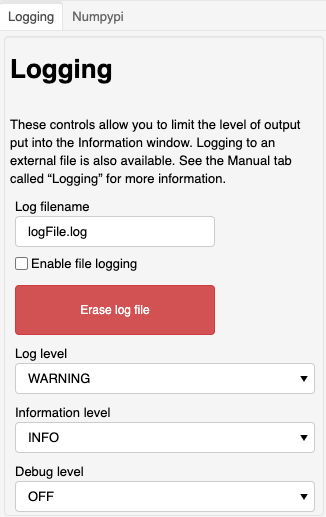 Logging Numpypi
Logging
These controls allow you to limit the level of output
put into the Information window. Logging to an
external file is also available. See the Manual tab
called “Logging” for more information.
Log filename
logFile.log
Enable file logging
Erase log file
Log level
WARNING
Information level
INFO
Debug level
OFF